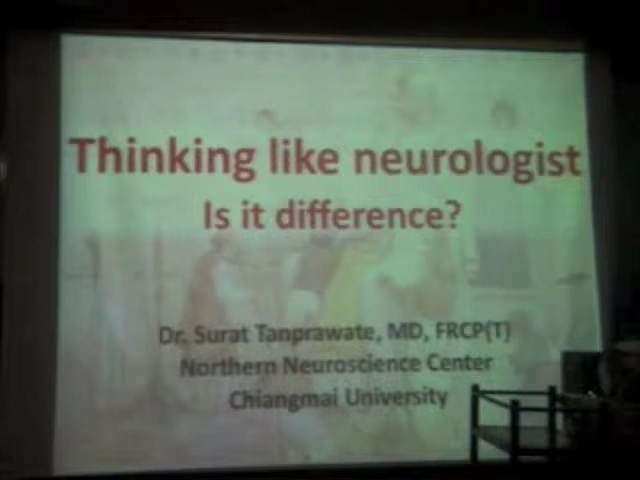 Thinking like neurologist
Is it difference?
Dr. Surat Tanprawate, MD, FRCP(T)
Northern Neuroscience Center
Chiangmai University